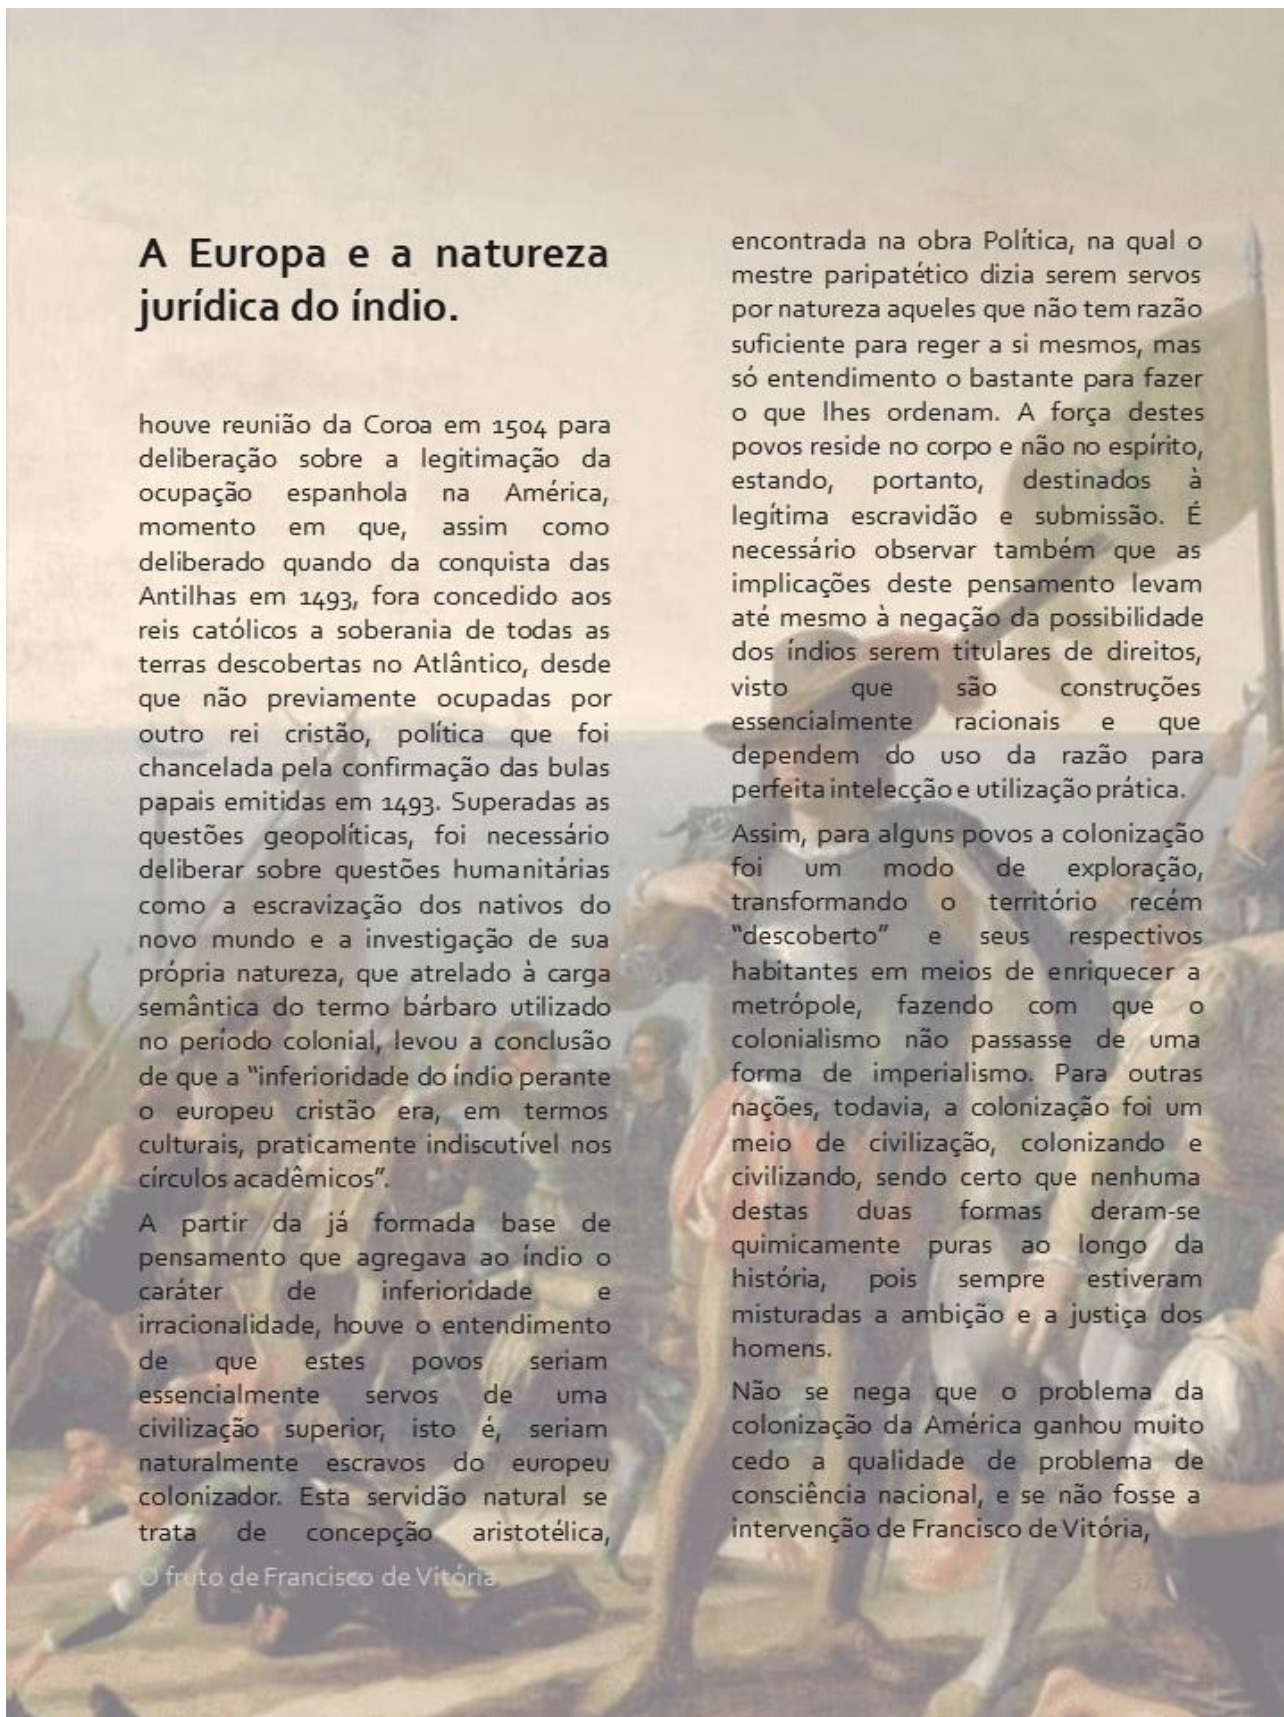 A Europa e a natureza
jurídica do índio.
houve reunião da Coroa em 1504 para
deliberação sobre a legitimação da
ocupação espanhola na América,
momento em que, assim como
deliberado quando da conquista das
Antilhas em 1493, fora concedido aos
reis católicos a soberania de todas as
terras descobertas no Atlântico, desde
que não previamente ocupadas por
outro rei cristão, política que foi
chancelada pela confirmação das bulas
papais emitidas em 1493. Superadas as
questões geopolíticas, foi necessário
deliberar sobre questões humanitárias
como a escravização dos nativos do
novo mundo e a investigação de sua
própria natureza, que atrelado à carga
semântica do termo bárbaro utilizado
no período colonial, levou a conclusão
de que a “inferioridade do índio perante
o europeu cristão era, em termos
culturais, praticamente indiscutível nos
círculos acadêmicos”.
A partir da já formada base de
pensamento que agregava ao índio o
caráter de inferioridade e
irracionalidade, houve o entendimento
de que estes povos seriam
essencialmente servos de uma
civilização superior, isto é, seriam
naturalmente escravos do europeu
colonizador. Esta servidão natural se
trata de concepção aristotélica,
O fruto de Francisco de Vitória
encontrada na obra Política, na qual o
mestre paripatético dizia serem servos
por natureza aqueles que não tem razão
suficiente para reger a si mesmos, mas
só entendimento o bastante para fazer
o que lhes ordenam. A força destes
povos reside no corpo e não no espírito,
estando, portanto, destinados à
legítima escravidão e submissão. É
necessário observar também que as
implicações deste pensamento levam
até mesmo à negação da possibilidade
dos índios serem titulares de direitos,
visto que são construções
essencialmente racionais e que
dependem do uso da razão para
perfeita intelecção e utilização prática.
Assim, para alguns povos a colonização
foi um modo de exploração,
transformando o território recém
“descoberto” e seus respectivos
habitantes em meios de enriquecer a
metrópole, fazendo com que o
colonialismo não passasse de uma
forma de imperialismo. Para outras
nações, todavia, a colonização foi um
meio de civilização, colonizando e
civilizando, sendo certo que nenhuma
destas duas formas deram-se
quimicamente puras ao longo da
história, pois sempre estiveram
misturadas a ambição e a justiça dos
homens.
Não se nega que o problema da
colonização da América ganhou muito
cedo a qualidade de problema de
consciência nacional, e se não fosse a
intervenção de Francisco de Vitória,